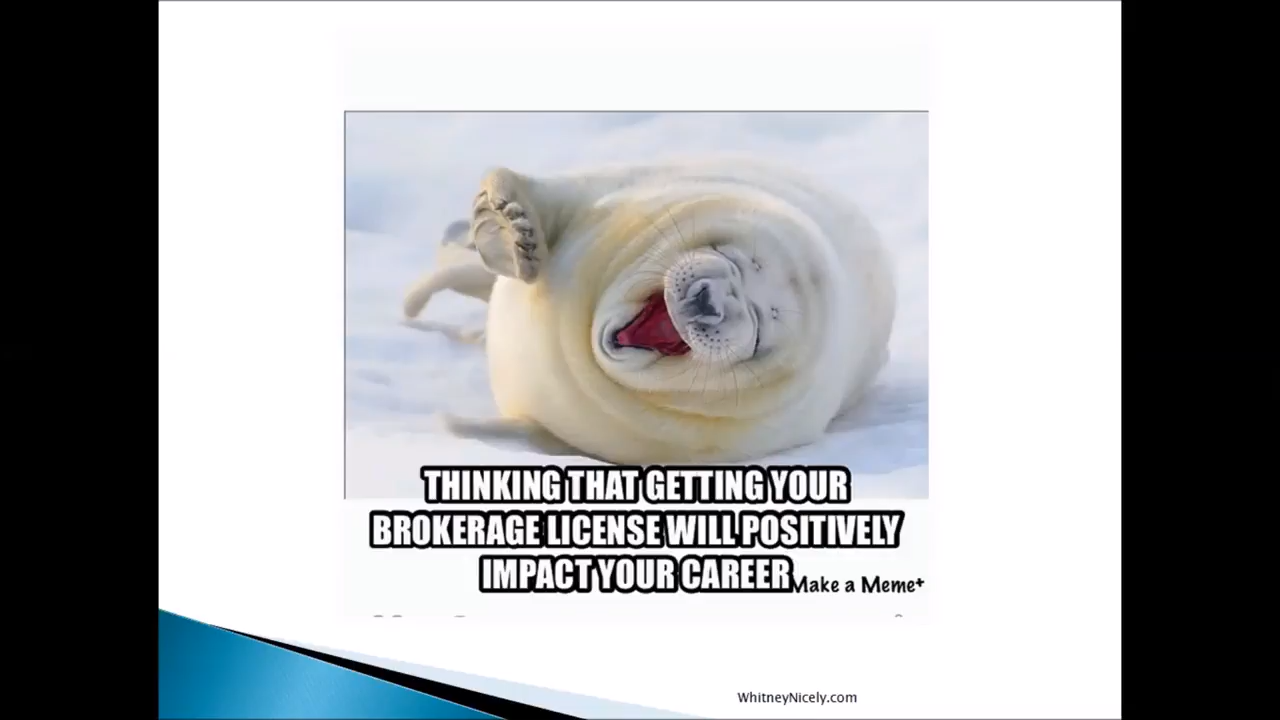 THINKING THAT GETTING YOUR
BROKERAGE LICENSE WILL POSITIVELY
IMPACT YOUR CAREER
Make a Meme+
WhitneyNicely.com